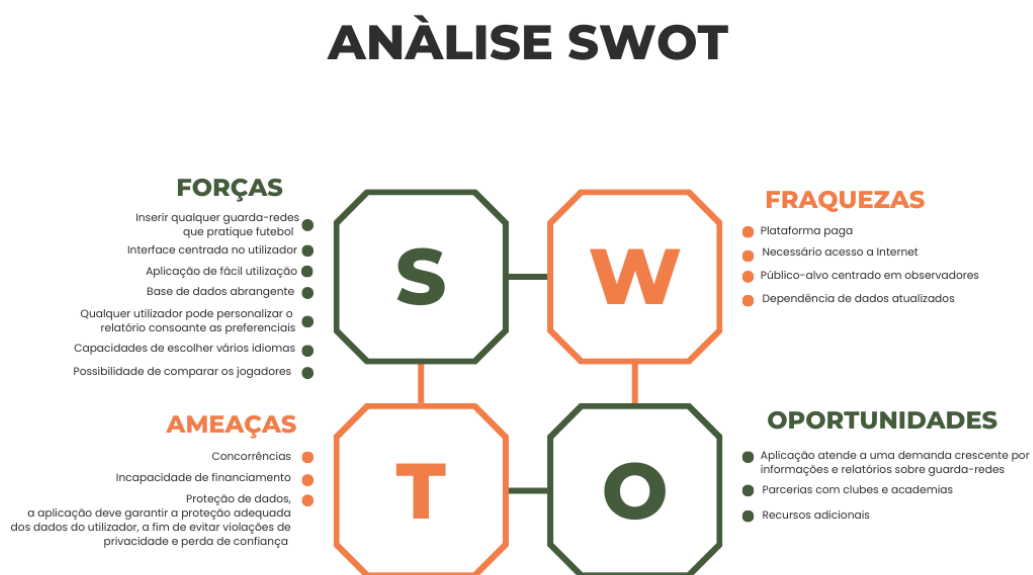 ANÀLISE SWOT
FORÇAS
Inserir qualquer guarda-redes
que pratique futebol
Interface centrada no utilizador
Aplicação de fácil utilização
Base de dados abrangente
Qualquer utilizador pode personalizar o
relatório consoante as preferenciais
Capacidades de escolher vários idiomas
Possibilidade de comparar os jogadores
S
W
FRAQUEZAS
Plataforma paga
Necessário acesso a Internet
Público-alvo centrado em observadores
Dependência de dados atualizados
AMEAÇAS
Concorrências
Incapacidade de financiamento
Proteção de dados,
a aplicação deve garantir a proteção adequada
dos dados do utilizador, a fim de evitar violações de
privacidade e perda de confiança
T
O
OPORTUNIDADES
Aplicação atende a uma demanda crescente por
informações e relatórios sobre guarda-redes
Parcerias com clubes e academias
Recursos adicionais